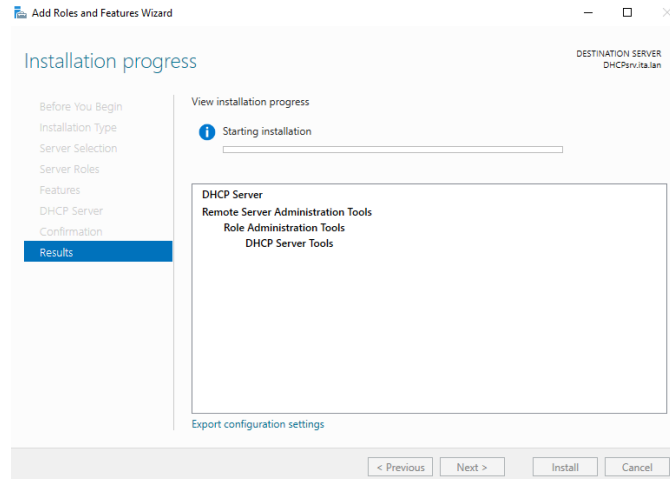 Add Roles and Features Wizard
Installation progress
DESTINATION SERVER
DHCPsrv.ita.lan
Before You Begin
Installation Type
Server Selection
Server Roles
Features
DHCP Server
Confirmation
Results
View installation progress
Starting installation
DHCP Server
Remote Server Administration Tools
Role Administration Tools
DHCP Server Tools
Export configuration settings
< Previous
Next >
Install
Cancel